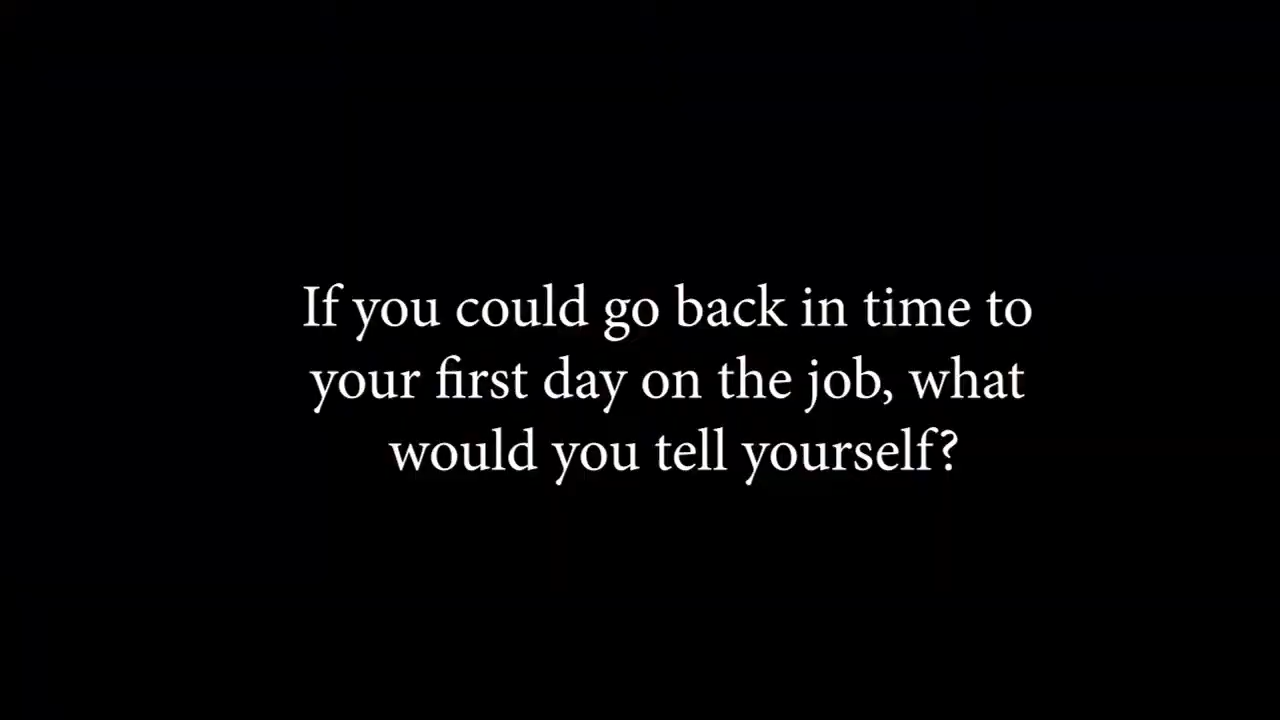 If you could go back in time to
your first day on the job, what
would you tell yourself?